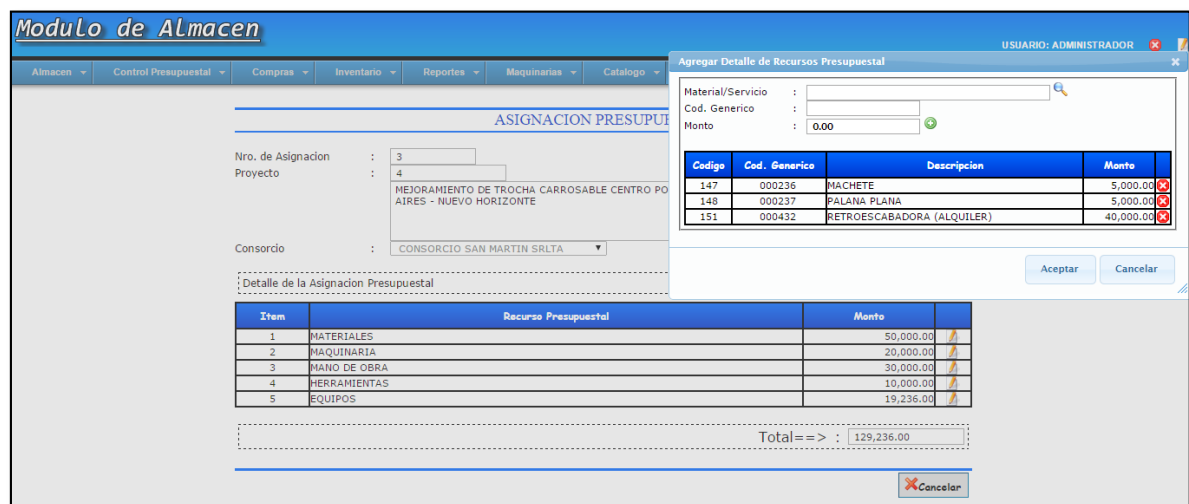 Modulo de Almacen
USUARIO: ADMINISTRADOR
Almacen Control Presupuestal Compras Inventario Reportes Maquinarias Catalogo
ASIGNACION PRESUPUE
Nro. de Asignacion : 3
Proyecto : 4
MEJORAMIENTO DE TROCHA CARROSABLE CENTRO PO
AIRES - NUEVO HORIZONTE
Consorcio : CONSORCIO SAN MARTIN SRLTA
Detalle de la Asignacion Presupuestal
Item Recurso Presupuestal Monto
1 MATERIALES 50,000.00
2 MAQUINARIA 20,000.00
3 MANO DE OBRA 30,000.00
4 HERRAMIENTAS 10,000.00
5 EQUIPOS 19,236.00
Total==> : 129,236.00
Cancelar
Agregar Detalle de Recursos Presupuestal
Material/Servicio :
Cod. Generico :
Monto : 0.00
Codigo Cod. Generico Descripcion Monto
147 000236 MACHETE 5,000.00
148 000237 PALANA PLANA 5,000.00
151 000432 RETROESCABADORA (ALQUILER) 40,000.00
Aceptar Cancelar